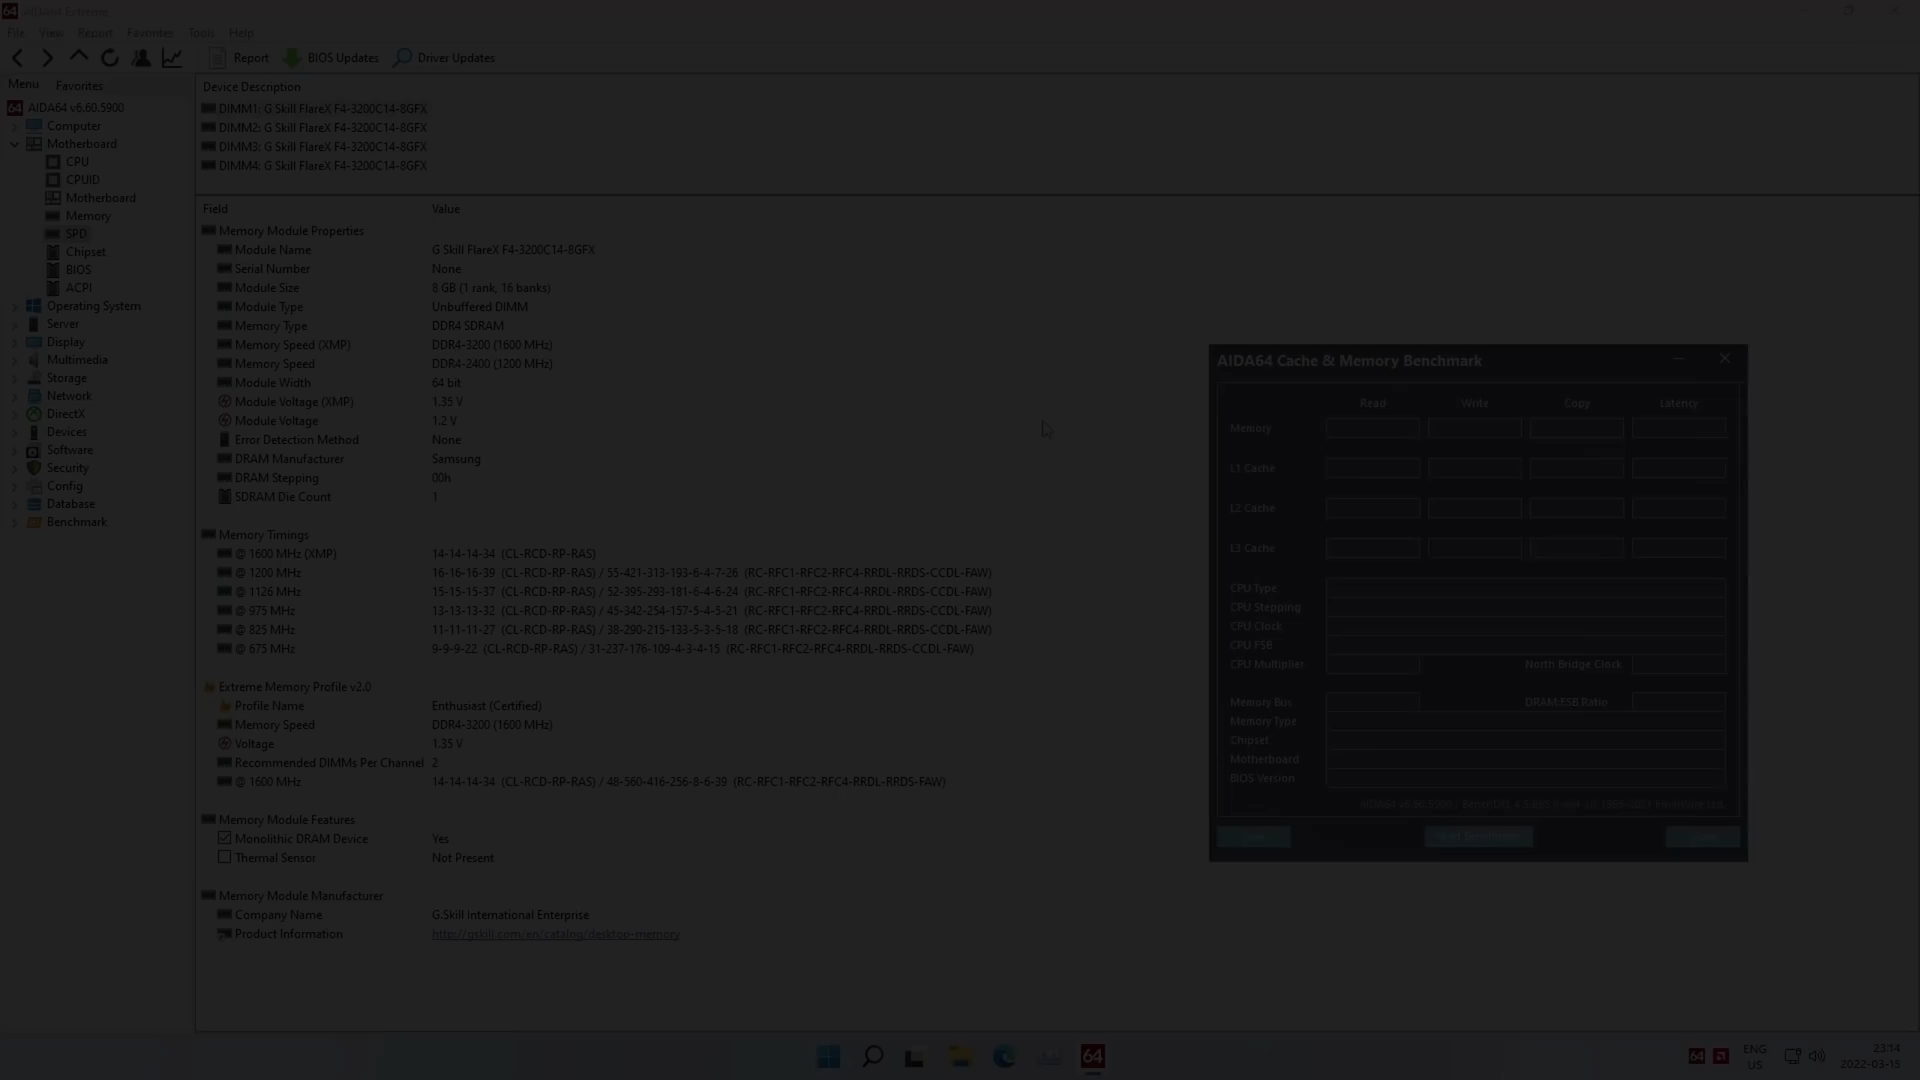 AIDA64 Extreme
File View Report Favorites Tools Help
Report BIOS Updates Driver Updates
Menu Favorites
AIDA64 v6.60.5900
Computer
Motherboard
CPU
CPUID
Motherboard
Memory
SPD
Chipset
BIOS
ACPI
Operating System
Server
Display
Multimedia
Storage
Network
DirectX
Devices
Software
Security
Config
Database
Benchmark
Device Description
DIMM1: G Skill FlareX F4-3200C14-8GFX
DIMM2: G Skill FlareX F4-3200C14-8GFX
DIMM3: G Skill FlareX F4-3200C14-8GFX
DIMM4: G Skill FlareX F4-3200C14-8GFX
Field Value
Memory Module Properties
Module Name G Skill FlareX F4-3200C14-8GFX
Serial Number None
Module Size 8 GB (1 rank, 16 banks)
Module Type Unbuffered DIMM
Memory Type DDR4 SDRAM
Memory Speed (XMP) DDR4-3200 (1600 MHz)
Memory Speed DDR4-2400 (1200 MHz)
Module Width 64 bit
Module Voltage (XMP) 1.35 V
Module Voltage 1.2 V
Error Detection Method None
DRAM Manufacturer Samsung
DRAM Stepping 00h
SDRAM Die Count 1
Memory Timings
@ 1600 MHz (XMP) 14-14-14-34 (CL-RCD-RP-RAS)
@ 1200 MHz 16-16-16-39 (CL-RCD-RP-RAS) / 55-421-313-193-6-4-7-26 (RC-RFC1-RFC2-RFC4-RRDL-RRDS-CCDL-FAW)
@ 1126 MHz 15-15-15-37 (CL-RCD-RP-RAS) / 52-395-293-181-6-4-6-24 (RC-RFC1-RFC2-RFC4-RRDL-RRDS-CCDL-FAW)
@ 975 MHz 13-13-13-32 (CL-RCD-RP-RAS) / 45-342-254-157-5-4-5-21 (RC-RFC1-RFC2-RFC4-RRDL-RRDS-CCDL-FAW)
@ 825 MHz 11-11-11-27 (CL-RCD-RP-RAS) / 38-290-215-133-5-3-5-18 (RC-RFC1-RFC2-RFC4-RRDL-RRDS-CCDL-FAW)
@ 675 MHz 9-9-9-22 (CL-RCD-RP-RAS) / 31-237-176-109-4-3-4-15 (RC-RFC1-RFC2-RFC4-RRDL-RRDS-CCDL-FAW)
Extreme Memory Profile v2.0
Profile Name Enthusiast (Certified)
Memory Speed DDR4-3200 (1600 MHz)
Voltage 1.35 V
Recommended DIMMs Per Channel 2
@ 1600 MHz 14-14-14-34 (CL-RCD-RP-RAS) / 48-560-416-256-8-6-39 (RC-RFC1-RFC2-RFC4-RRDL-RRDS-FAW)
Memory Module Features
Monolithic DRAM Device Yes
Thermal Sensor Not Present
Memory Module Manufacturer
Company Name G.Skill International Enterprise
Product Information http://gskill.com/en/catalog/desktop-memory
AIDA64 Cache & Memory Benchmark
Read Write Copy Latency
Memory
L1 Cache
L2 Cache
L3 Cache
CPU Type
CPU Stepping
CPU Clock
CPU FSB
CPU Multiplier North Bridge Clock
Memory Bus DRAM:FSB Ratio
Memory Type
Chipset
Motherboard
BIOS Version
64
64
ENG
US
23:14
2022-03-15